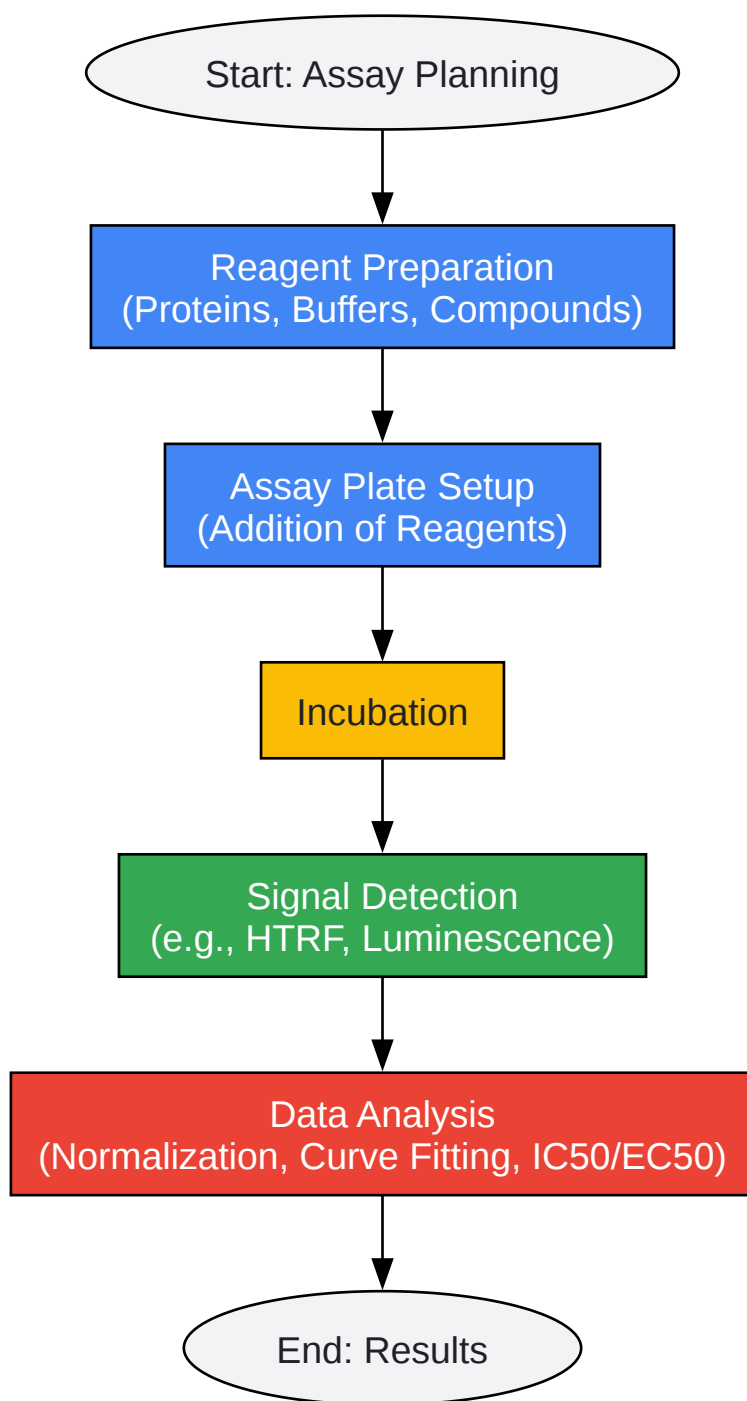 Start: Assay Planning
Reagent Preparation
(Proteins, Buffers, Compounds)
Assay Plate Setup
(Addition of Reagents)
Incubation
Signal Detection
(e.g., HTRF, Luminescence)
Data Analysis
(Normalization, Curve Fitting, IC50/EC50)
End: Results